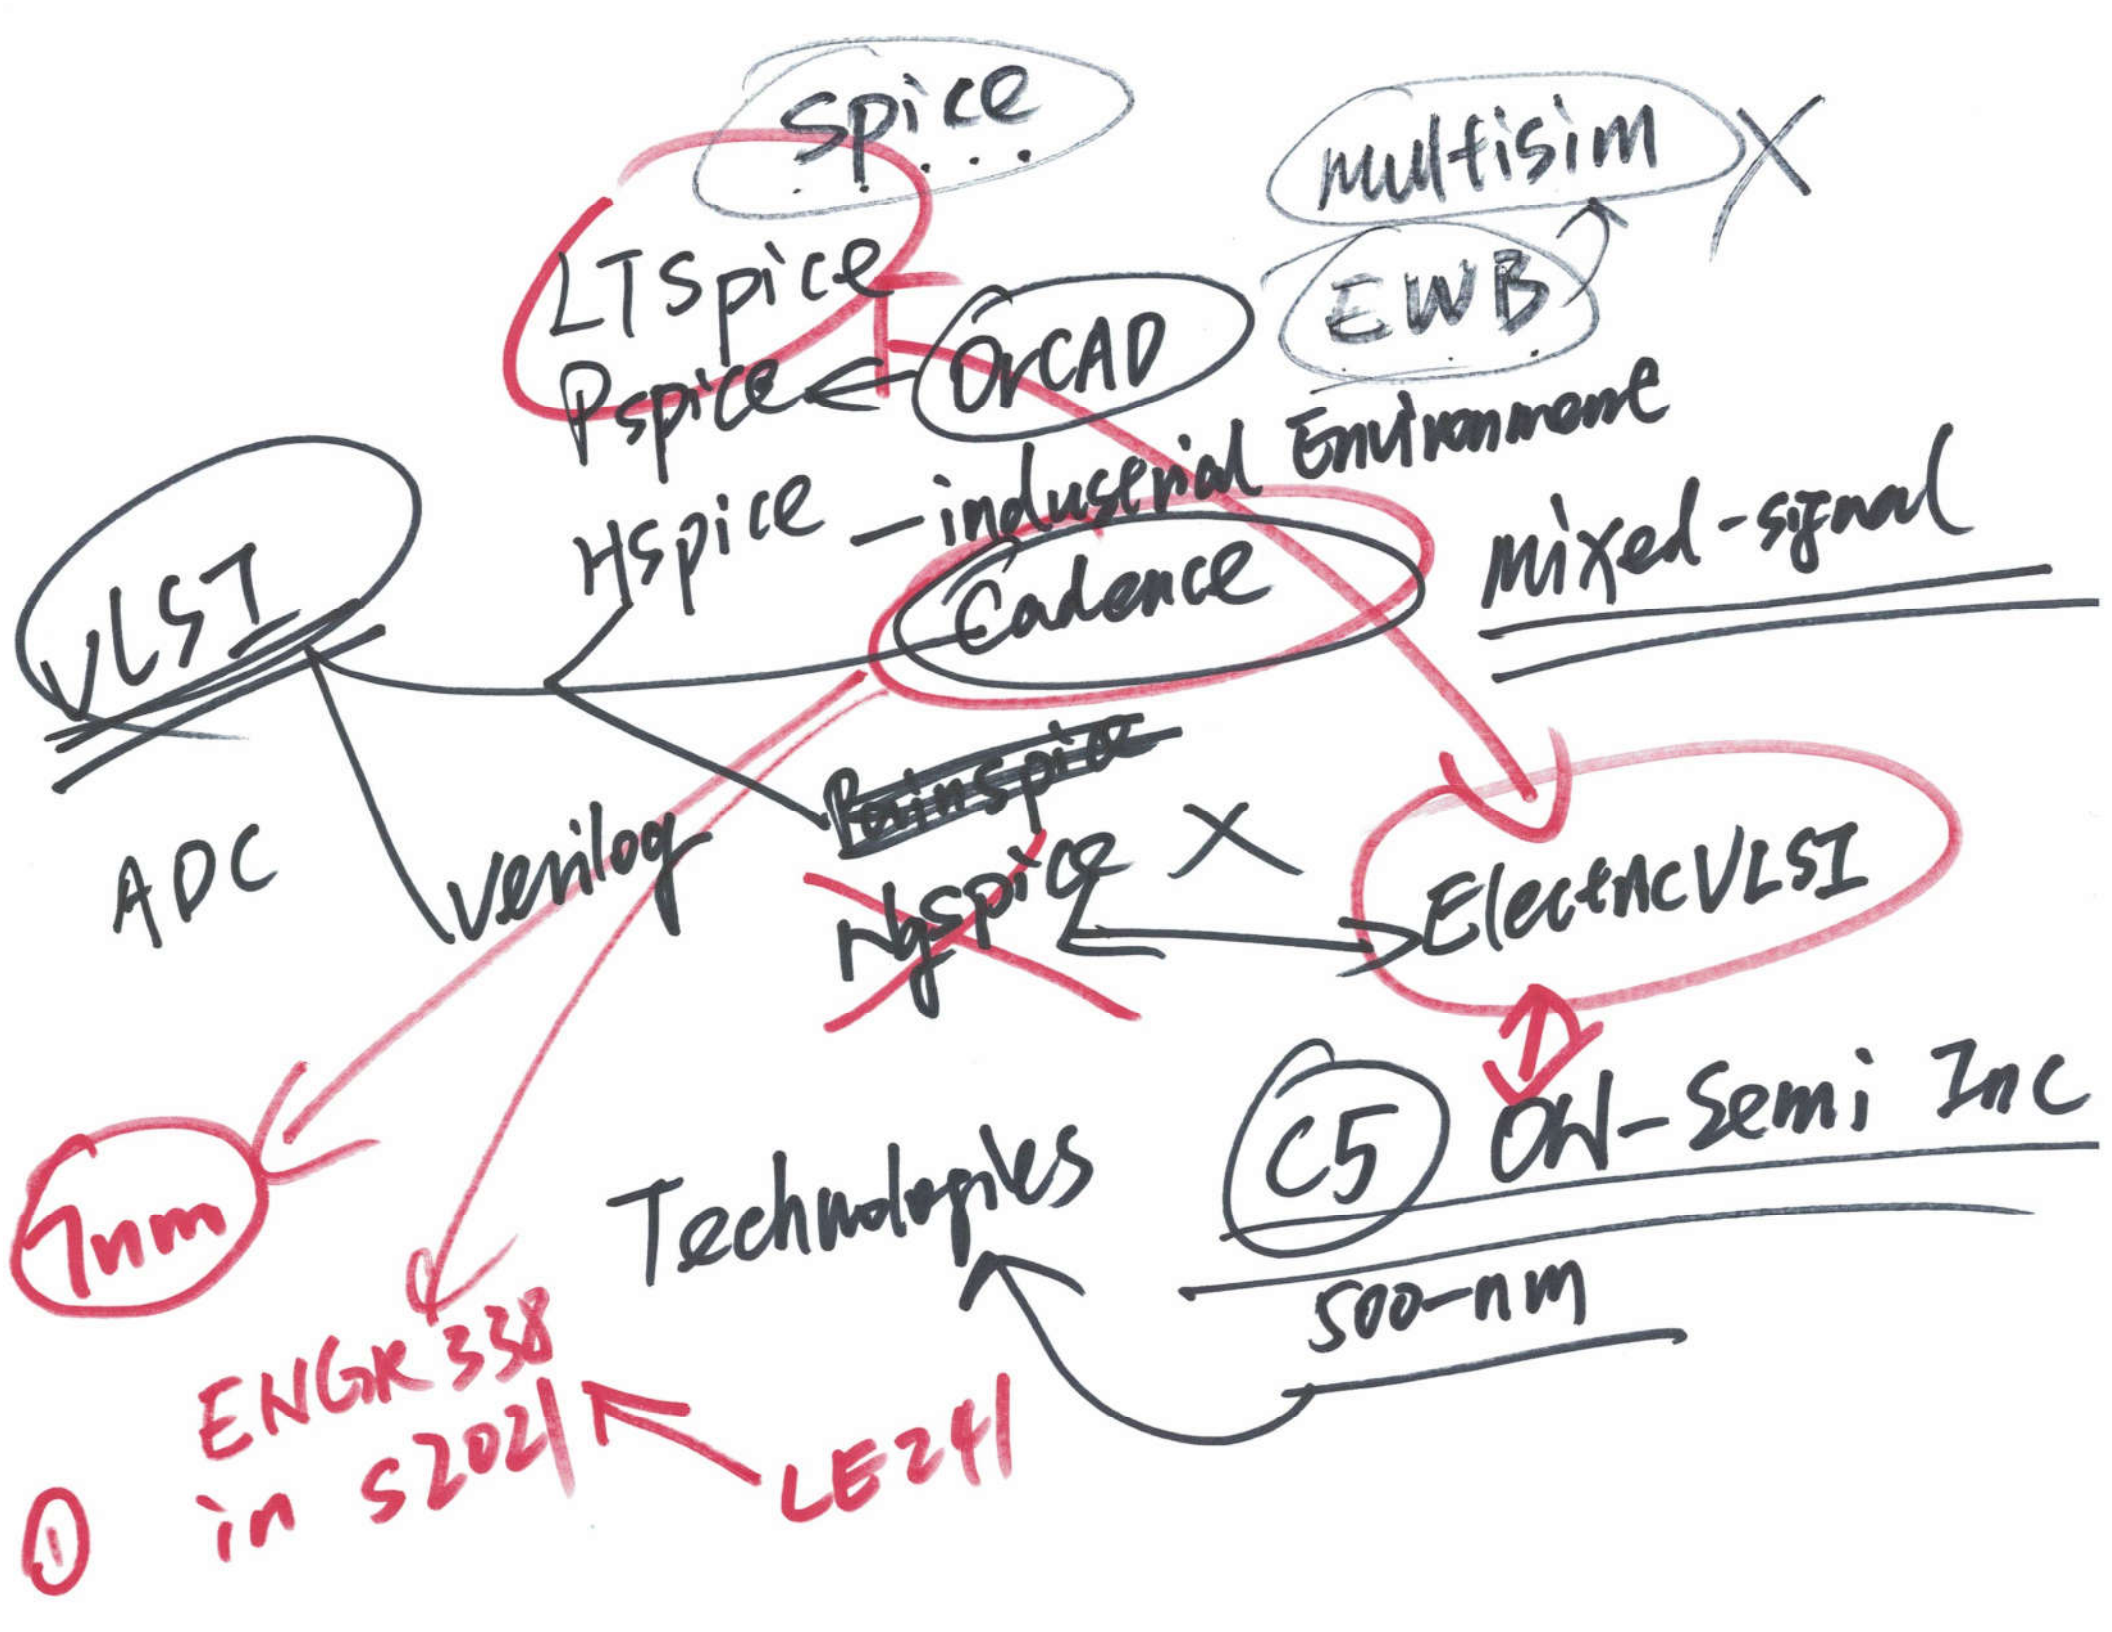 Spice
multisim X
LTSpice
EWB
Pspice
OrCAD
HSpice - industrial Environment
Cadence
mixed-signal
VLSI
ADC
verilog
Ngspice X
ElectricVLSI
C5 ON-Semi Inc
Technologies
500-nm
7nm
ENGR 338
in S2021
LE241
1